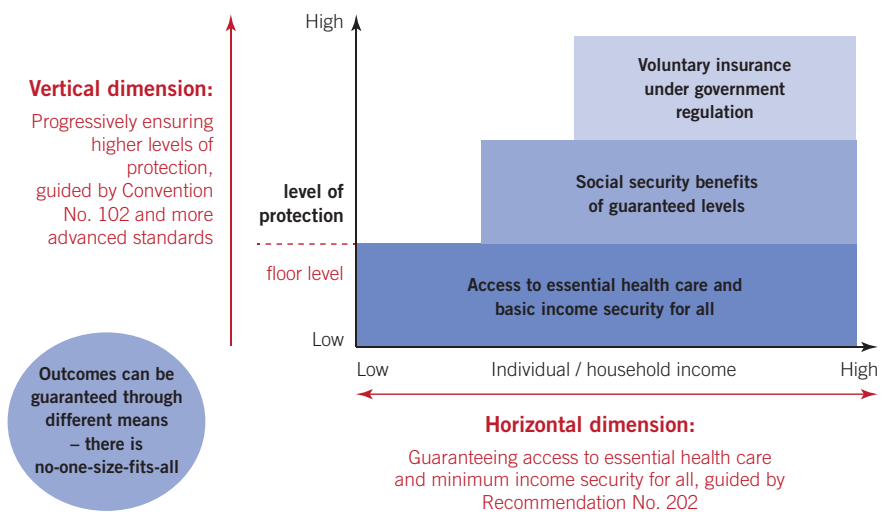 Vertical dimension:
Progressively ensuring
higher levels of
protection,
guided by Convention
No. 102 and more
advanced standards
High
level of
protection
floor level
Low
Voluntary insurance
under government
regulation
Social security benefits
of guaranteed levels
Access to essential health care and
basic income security for all
Low
Individual / household income
High
Outcomes can be
guaranteed through
different means
– there is
no-one-size-fits-all
Horizontal dimension:
Guaranteeing access to essential health care
and minimum income security for all, guided by
Recommendation No. 202